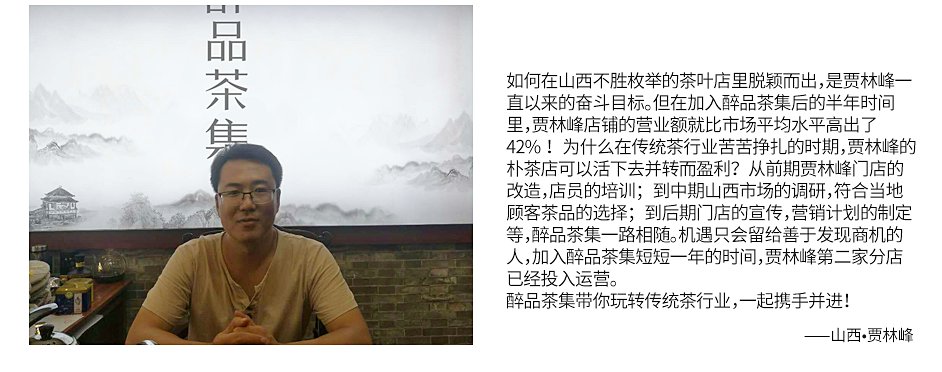 醉品茶集
如何在山西不胜枚举的茶叶店里脱颖而出，是贾林峰一
直以来的奋斗目标。但在加入醉品茶集后的半年时间
里，贾林峰店铺的营业额就比市场平均水平高出了
42%！为什么在传统茶行业苦苦挣扎的时期，贾林峰的
朴茶店可以活下去并转而盈利？从前期贾林峰门店的
改造，店员的培训；到中期山西市场的调研，符合当地
顾客茶品的选择；到后期门店的宣传，营销计划的制定
等，醉品茶集一路相随。机遇只会留给善于发现商机的
人，加入醉品茶集短短一年的时间，贾林峰第二家分店
已经投入运营。
醉品茶集带你玩转传统茶行业，一起携手并进！
——山西•贾林峰